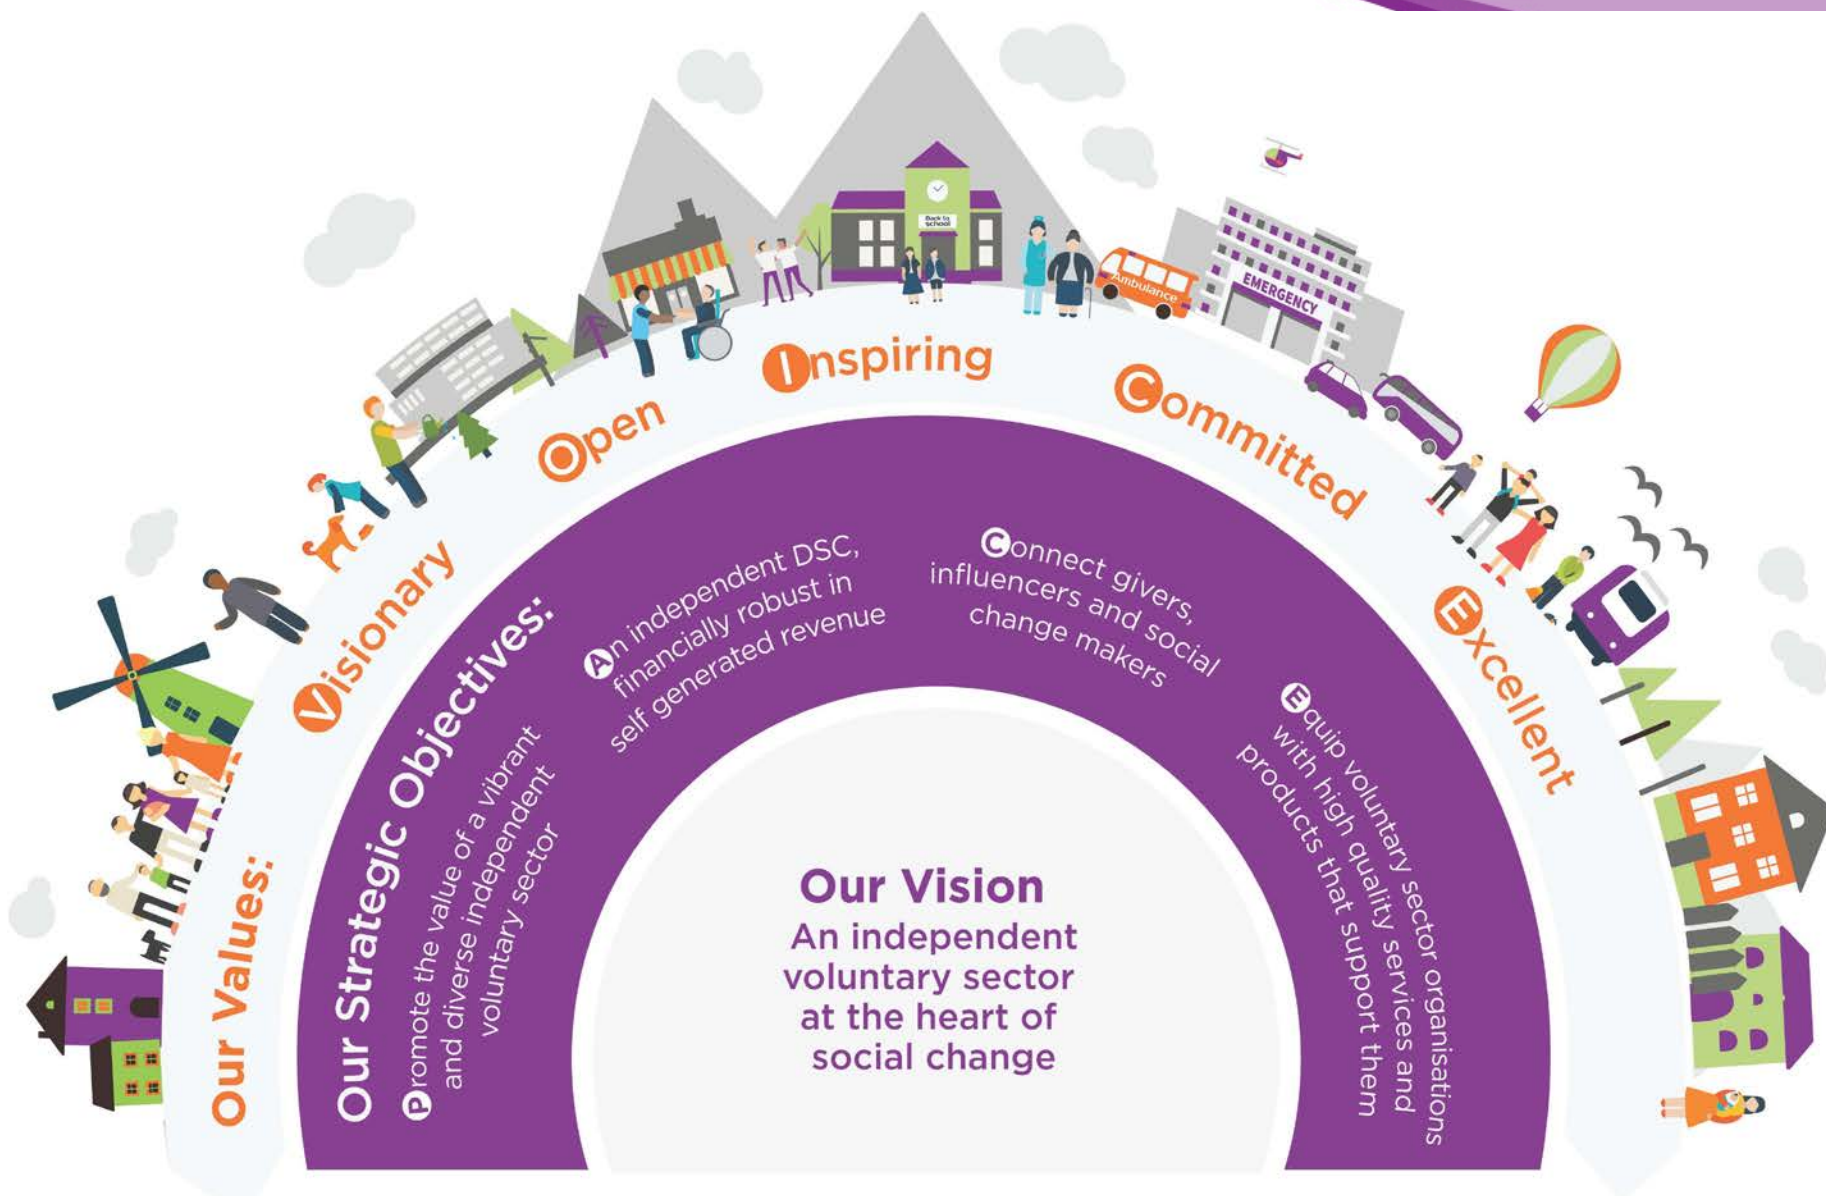 Back to
school
Ambulance
EMERGENCY
Our Values:
Visionary
Open
Inspiring
Committed
Excellent
Our Strategic Objectives:
Promote the value of a vibrant
and diverse independent
voluntary sector
An independent DSC,
financially robust in
self generated revenue
Connect givers,
influencers and social
change makers
Equip voluntary sector organisations
with high quality services and
products that support them
Our Vision
An independent
voluntary sector
at the heart of
social change